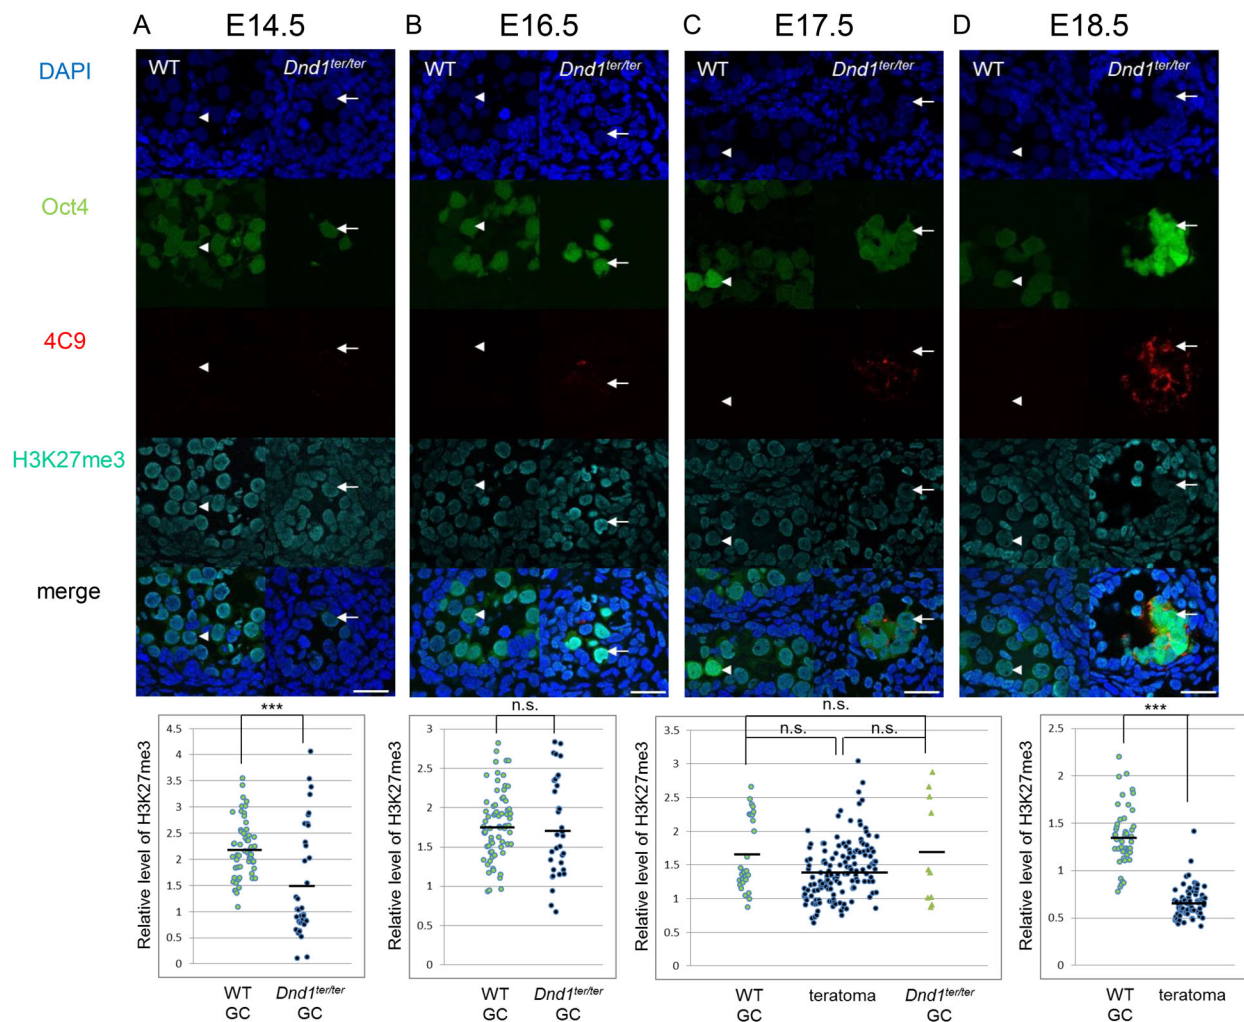 A E14.5 B E16.5 C E17.5 D E18.5
DAPI
WT Dnd1ter/ter WT Dnd1ter/ter WT Dnd1ter/ter WT Dnd1ter/ter
Oct4
4C9
H3K27me3
merge
*** n.s. n.s. ***
n.s. n.s.
Relative level of H3K27me3
4.5
4
3.5
3
2.5
2
1.5
1
0.5
0
WT Dnd1ter/ter
GC GC
Relative level of H3K27me3
3
2.5
2
1.5
1
0.5
0
WT Dnd1ter/ter
GC GC
Relative level of H3K27me3
3.5
3
2.5
2
1.5
1
0.5
0
WT teratoma Dnd1ter/ter
GC GC
Relative level of H3K27me3
2.5
2
1.5
1
0.5
0
WT teratoma
GC